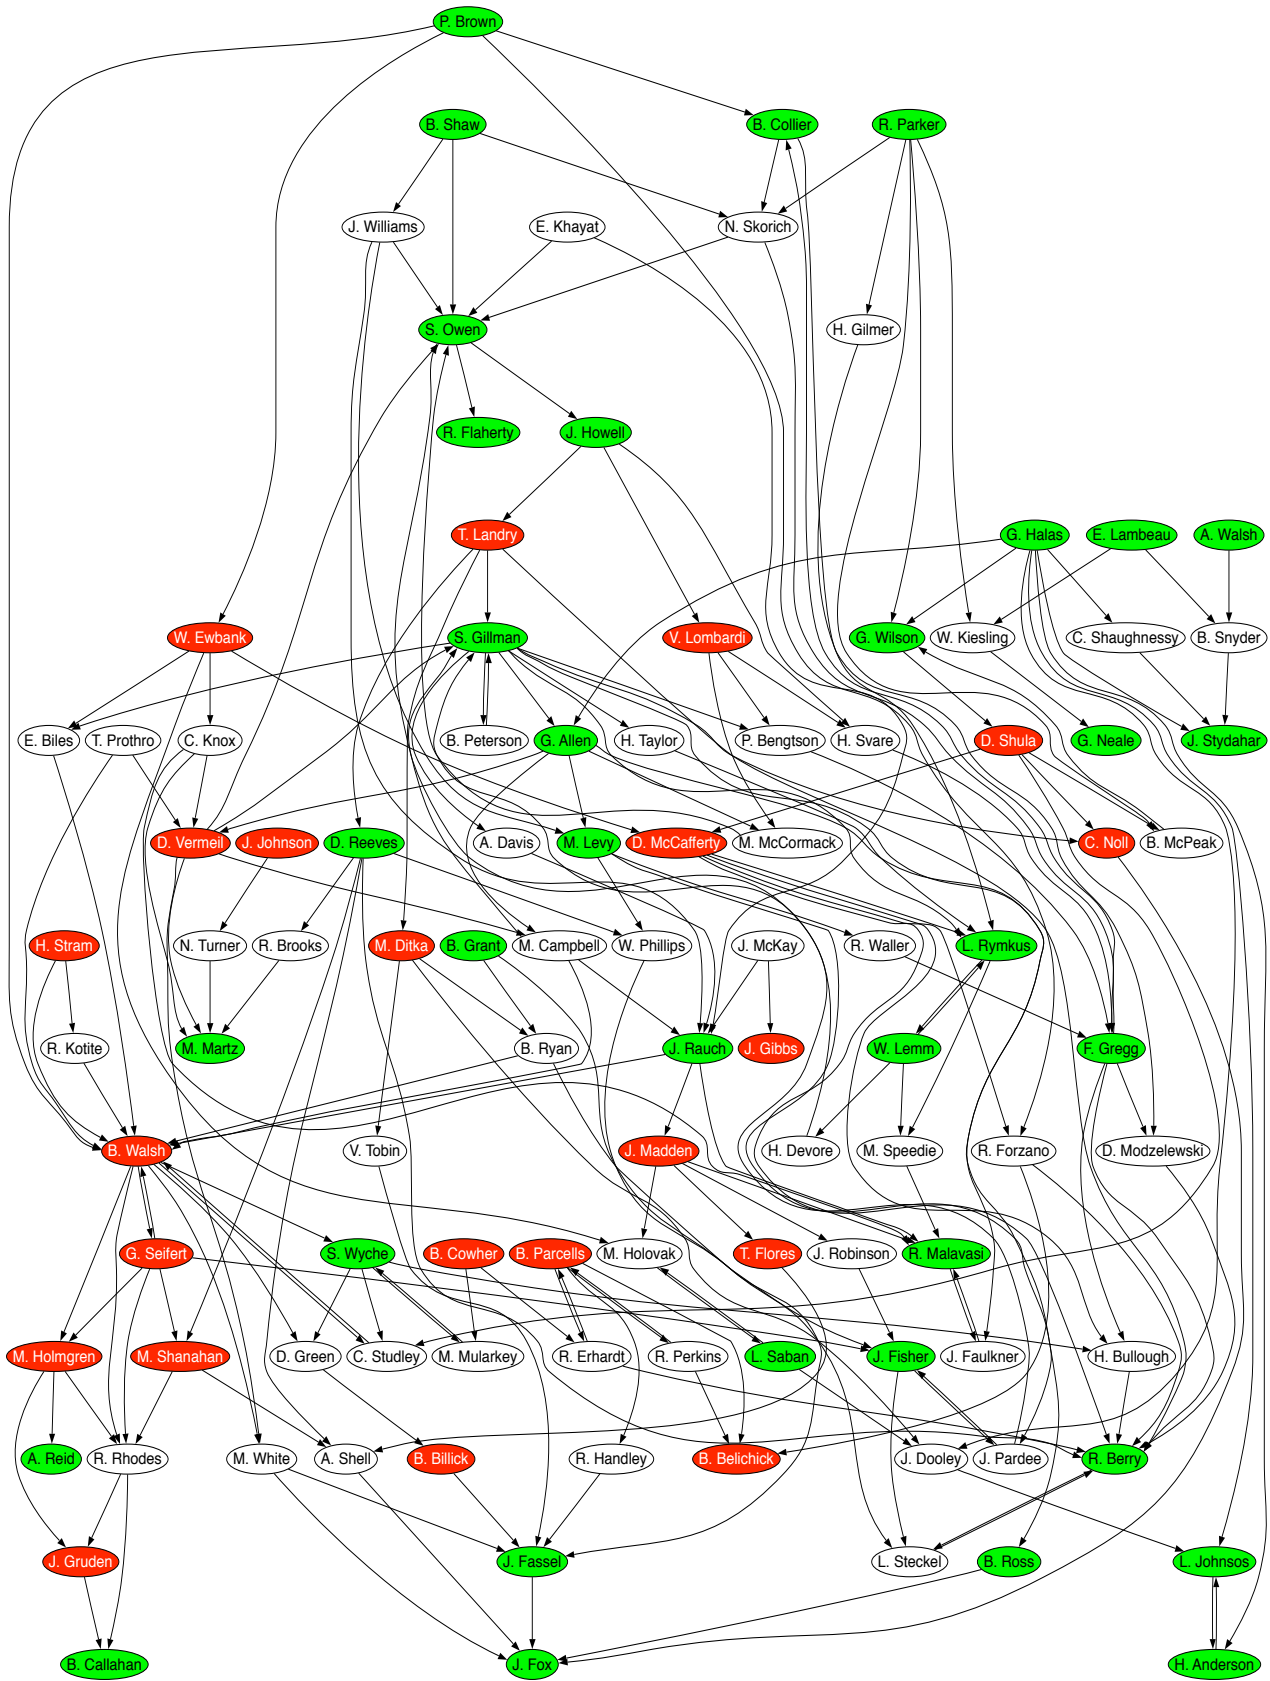 P. Brown
B. Shaw
B. Collier
R. Parker
J. Williams
E. Khayat
N. Skorich
S. Owen
H. Gilmer
R. Flaherty
J. Howell
T. Landry
G. Halas
E. Lambeau
A. Walsh
W. Ewbank
S. Gillman
V. Lombardi
G. Wilson
W. Kiesling
C. Shaughnessy
B. Snyder
E. Biles
T. Prothro
C. Knox
B. Peterson
G. Allen
H. Taylor
P. Bengtson
H. Svare
D. Shula
G. Neale
J. Stydahar
D. Vermeil
J. Johnson
D. Reeves
A. Davis
M. Levy
D. McCafferty
M. McCormack
C. Noll
B. McPeak
H. Stram
N. Turner
R. Brooks
M. Ditka
B. Grant
M. Campbell
W. Phillips
J. McKay
R. Waller
L. Rymkus
R. Kotite
M. Martz
B. Ryan
J. Rauch
J. Gibbs
W. Lemm
F. Gregg
B. Walsh
V. Tobin
J. Madden
H. Devore
M. Speedie
R. Forzano
D. Modzelewski
G. Seifert
S. Wyche
B. Cowher
B. Parcells
M. Holovak
T. Flores
J. Robinson
R. Malavasi
M. Holmgren
M. Shanahan
D. Green
C. Studley
M. Mularkey
R. Erhardt
R. Perkins
L. Saban
J. Fisher
J. Faulkner
H. Bullough
A. Reid
R. Rhodes
M. White
A. Shell
B. Billick
R. Handley
B. Belichick
J. Dooley
J. Pardee
R. Berry
J. Gruden
J. Fassel
L. Steckel
B. Ross
L. Johnsos
B. Callahan
J. Fox
H. Anderson